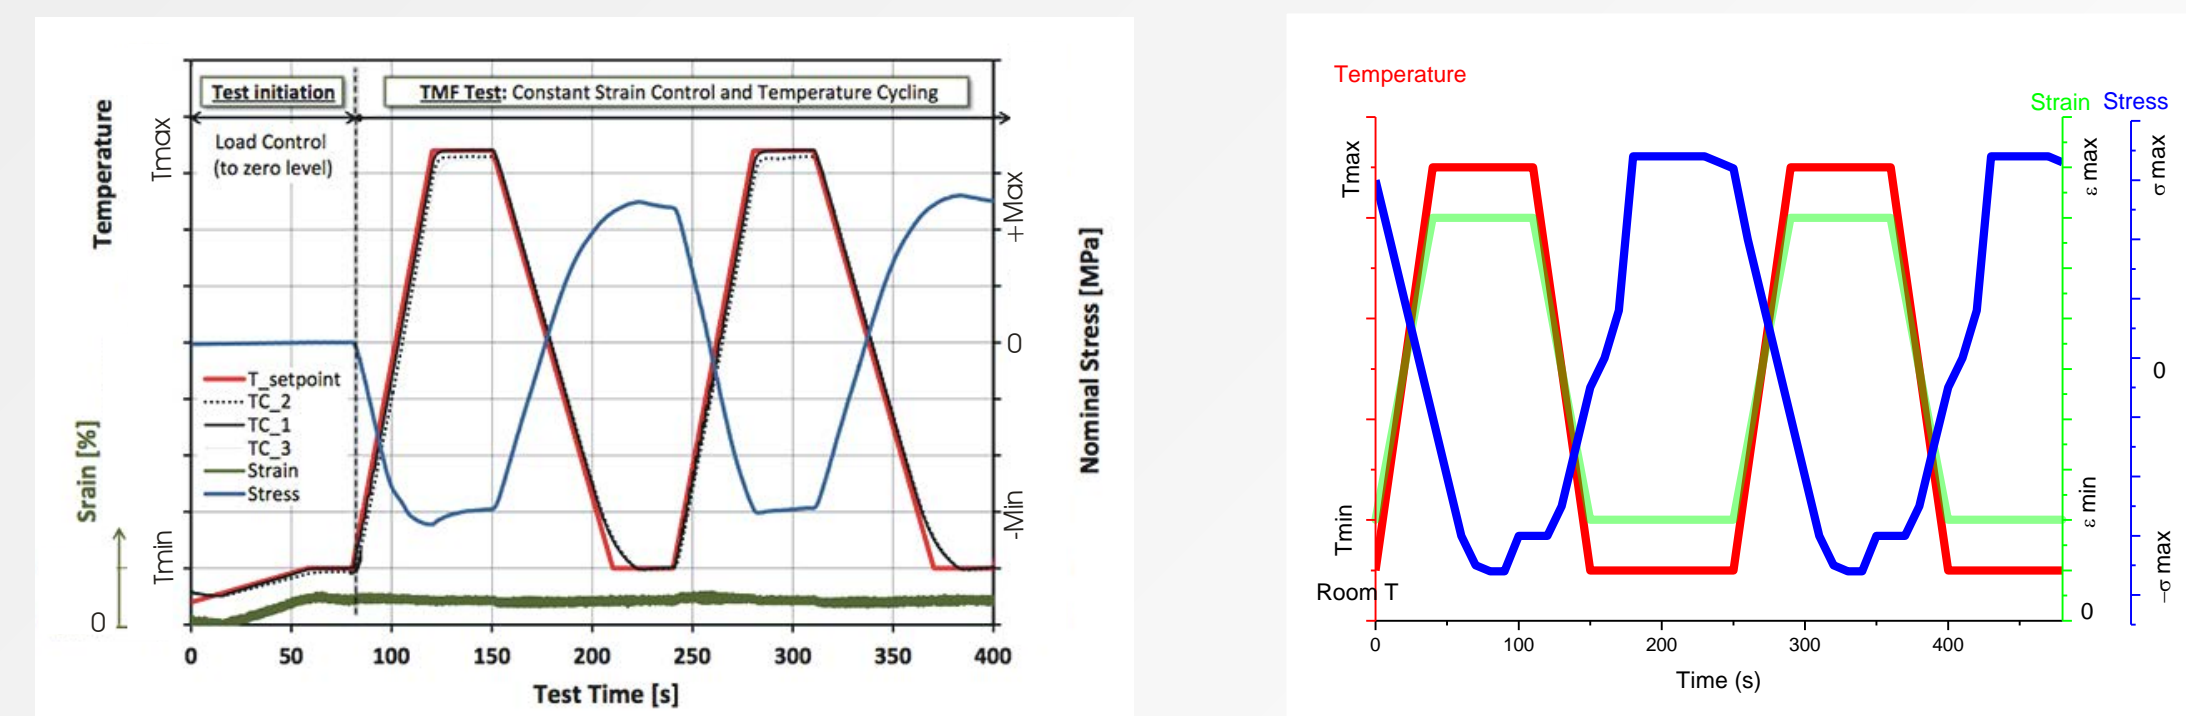 Test initiation
TMF Test: Constant Strain Control and Temperature Cycling
Load Control
(to zero level)
Temperature
Tmax
Tmin
Srain [%]
0
T_setpoint
TC_2
TC_1
TC_3
Strain
Stress
+Max
0
-Min
Nominal Stress [MPa]
0 50 100 150 200 250 300 350 400
Test Time [s]
Temperature
Strain Stress
Tmax
Tmin
Room T
ε max
ε min
0
σ max
0
−σ max
0 100 200 300 400
Time (s)